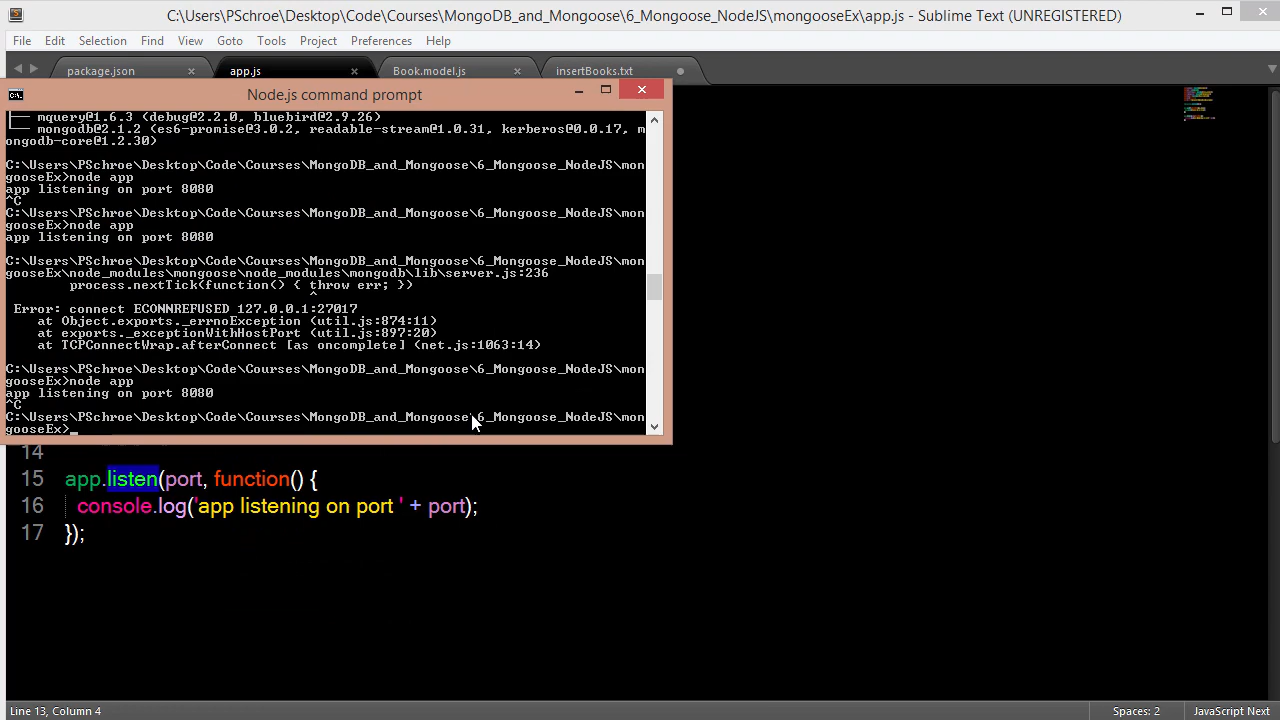 C:\Users\PSchroe\Desktop\Code\Courses\MongoDB_and_Mongoose\6_Mongoose_NodeJS\mongooseEx\app.js - Sublime Text (UNREGISTERED)
File Edit Selection Find View Goto Tools Project Preferences Help
package.json app.js Book.model.js insertBooks.txt
Node.js command prompt
mquery@1.6.3 (debug@2.2.0, bluebird@2.9.26)
mongodb@2.1.2 (es6-promise@3.0.2, readable-stream@1.0.31, kerberos@0.0.17, m
ongodb-core@1.2.30)
C:\Users\PSchroe\Desktop\Code\Courses\MongoDB_and_Mongoose\6_Mongoose_NodeJS\mon
gooseEx>node app
app listening on port 8080
^C
C:\Users\PSchroe\Desktop\Code\Courses\MongoDB_and_Mongoose\6_Mongoose_NodeJS\mon
gooseEx>node app
app listening on port 8080
C:\Users\PSchroe\Desktop\Code\Courses\MongoDB_and_Mongoose\6_Mongoose_NodeJS\mon
gooseEx\node_modules\mongoose\node_modules\mongodb\lib\server.js:236
process.nextTick(function() { throw err; })
^
Error: connect ECONNREFUSED 127.0.0.1:27017
at Object.exports._errnoException (util.js:874:11)
at exports._exceptionWithHostPort (util.js:897:20)
at TCPConnectWrap.afterConnect [as oncomplete] (net.js:1063:14)
C:\Users\PSchroe\Desktop\Code\Courses\MongoDB_and_Mongoose\6_Mongoose_NodeJS\mon
gooseEx>node app
app listening on port 8080
^C
C:\Users\PSchroe\Desktop\Code\Courses\MongoDB_and_Mongoose\6_Mongoose_NodeJS\mon
gooseEx>_
14
15 app.listen(port, function() {
16 console.log('app listening on port ' + port);
17 });
Line 13, Column 4 Spaces: 2 JavaScript Next